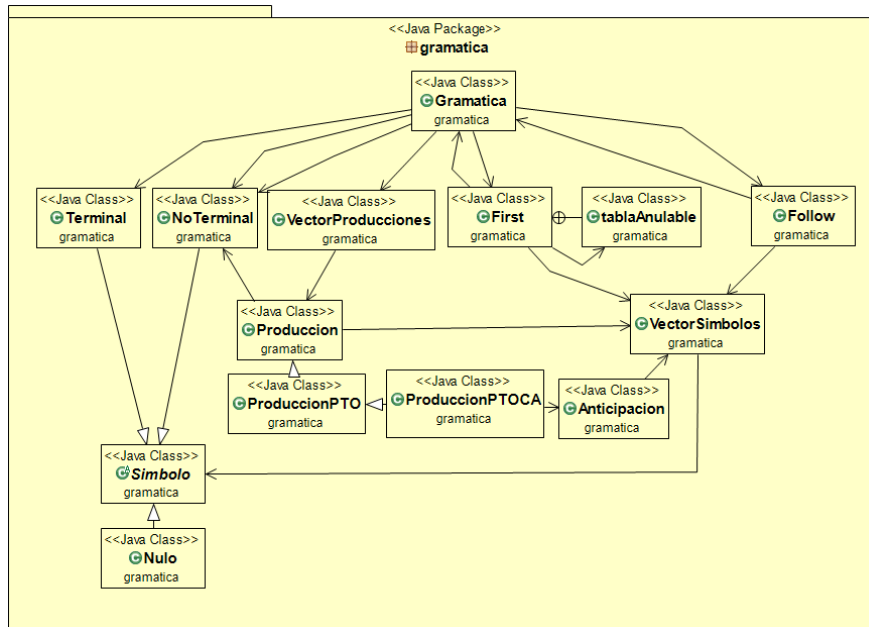 <<Java Package>>
gramatica
<<Java Class>>
Gramatica
gramatica
<<Java Class>>
Terminal
gramatica
<<Java Class>>
NoTerminal
gramatica
<<Java Class>>
VectorProducciones
gramatica
<<Java Class>>
First
gramatica
<<Java Class>>
tablaAnulable
gramatica
<<Java Class>>
Follow
gramatica
<<Java Class>>
Produccion
gramatica
<<Java Class>>
VectorSimbolos
gramatica
<<Java Class>>
ProduccionPTO
gramatica
<<Java Class>>
ProduccionPTOCA
gramatica
<<Java Class>>
Anticipacion
gramatica
<<Java Class>>
Simbolo
gramatica
<<Java Class>>
Nulo
gramatica